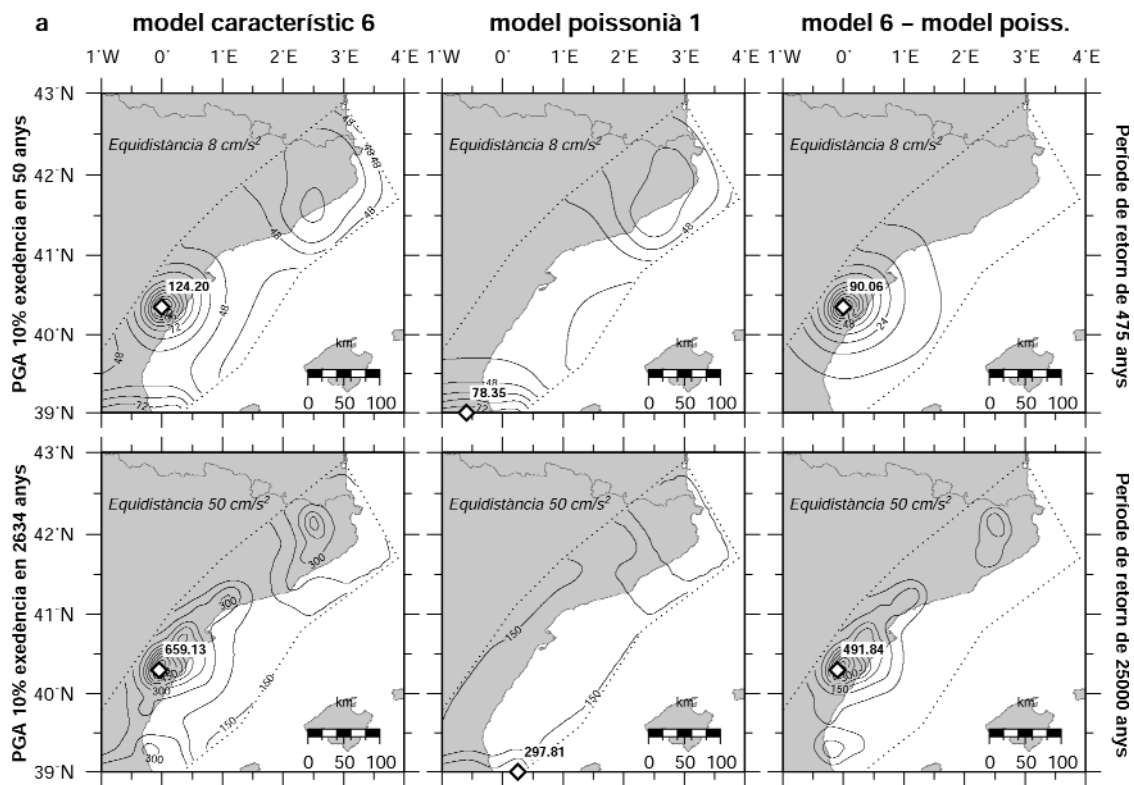 a
model característic 6
model poissonià 1
model 6 – model poiss.
1˚W 0˚ 1˚E 2˚E 3˚E 4˚E
1˚W 0˚ 1˚E 2˚E 3˚E 4˚E
1˚W 0˚ 1˚E 2˚E 3˚E 4˚E
43˚N
42˚N
41˚N
40˚N
39˚N
PGA 10% exedència en 50 anys
Equidistància 8 cm/s²
48
48
48
48
48
48
124.20
72
48
48
72
km
0 50 100
Equidistància 8 cm/s²
48
48
78.35
72
km
0 50 100
Equidistància 8 cm/s²
90.06
48
24
km
0 50 100
Període de retorn de 475 anys
43˚N
42˚N
41˚N
40˚N
39˚N
PGA 10% exedència en 2634 anys
Equidistància 50 cm/s²
300
300
659.13
300
150
150
300
km
0 50 100
Equidistància 50 cm/s²
150
150
297.81
km
0 50 100
Equidistància 50 cm/s²
491.84
150
km
0 50 100
Període de retorn de 25000 anys